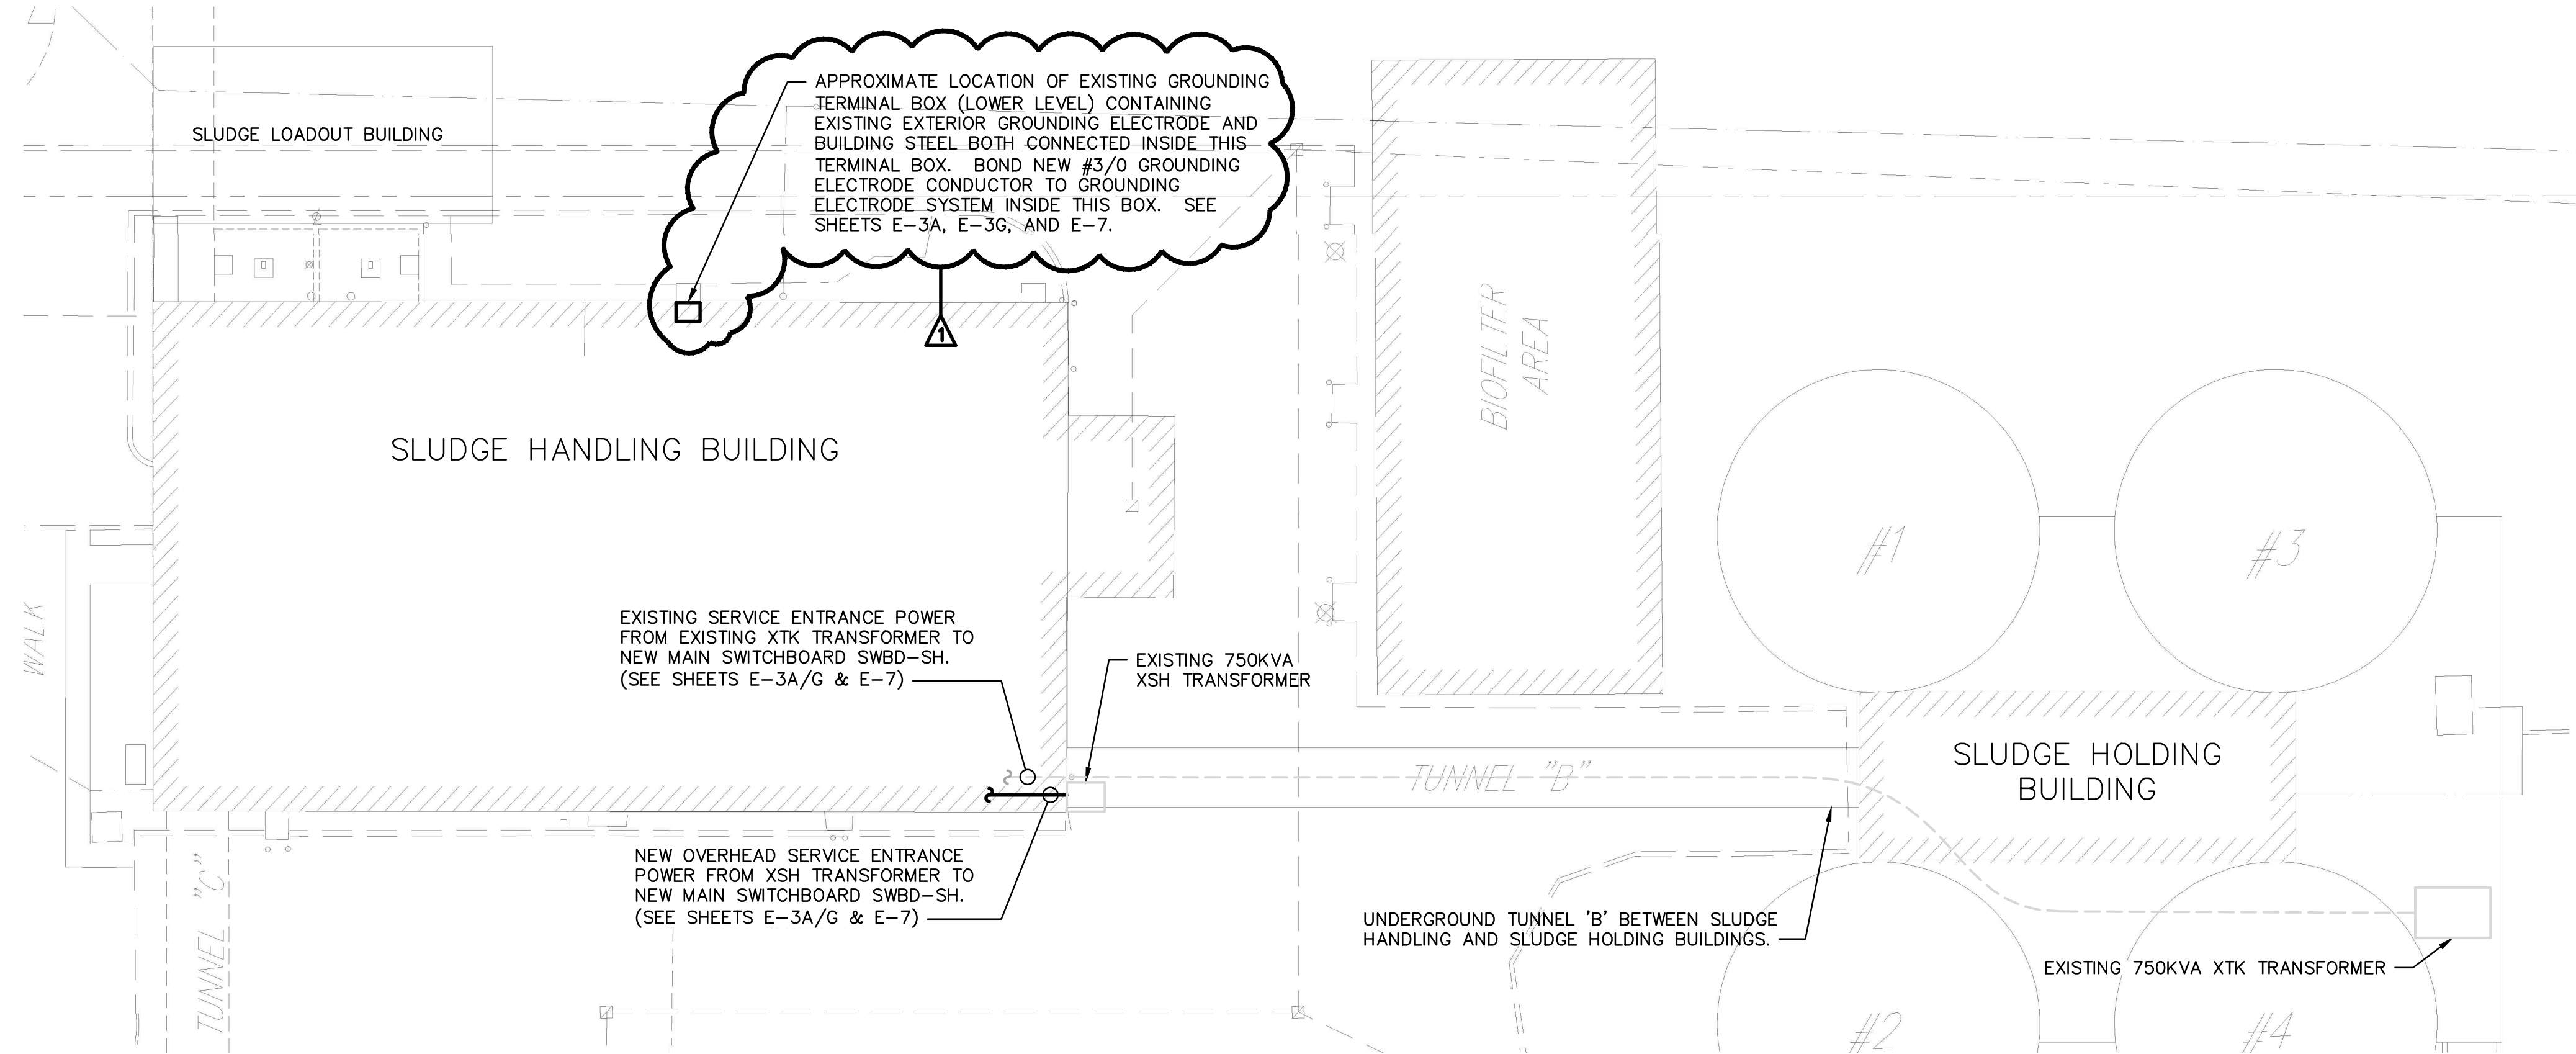 APPROXIMATE LOCATION OF EXISTING GROUNDING
TERMINAL BOX (LOWER LEVEL) CONTAINING
EXISTING EXTERIOR GROUNDING ELECTRODE AND
BUILDING STEEL BOTH CONNECTED INSIDE THIS
TERMINAL BOX. BOND NEW #3/0 GROUNDING
ELECTRODE CONDUCTOR TO GROUNDING
ELECTRODE SYSTEM INSIDE THIS BOX. SEE
SHEETS E-3A, E-3G, AND E-7.
SLUDGE LOADOUT BUILDING
1
BIOFILTER
AREA
SLUDGE HANDLING BUILDING
#1
#3
WALK
EXISTING SERVICE ENTRANCE POWER
FROM EXISTING XTK TRANSFORMER TO
NEW MAIN SWITCHBOARD SWBD-SH.
(SEE SHEETS E-3A/G & E-7)
EXISTING 750KVA
XSH TRANSFORMER
TUNNEL "B"
SLUDGE HOLDING
BUILDING
NEW OVERHEAD SERVICE ENTRANCE
POWER FROM XSH TRANSFORMER TO
NEW MAIN SWITCHBOARD SWBD-SH.
(SEE SHEETS E-3A/G & E-7)
TUNNEL "C"
UNDERGROUND TUNNEL 'B' BETWEEN SLUDGE
HANDLING AND SLUDGE HOLDING BUILDINGS.
EXISTING 750KVA XTK TRANSFORMER
#2
#4